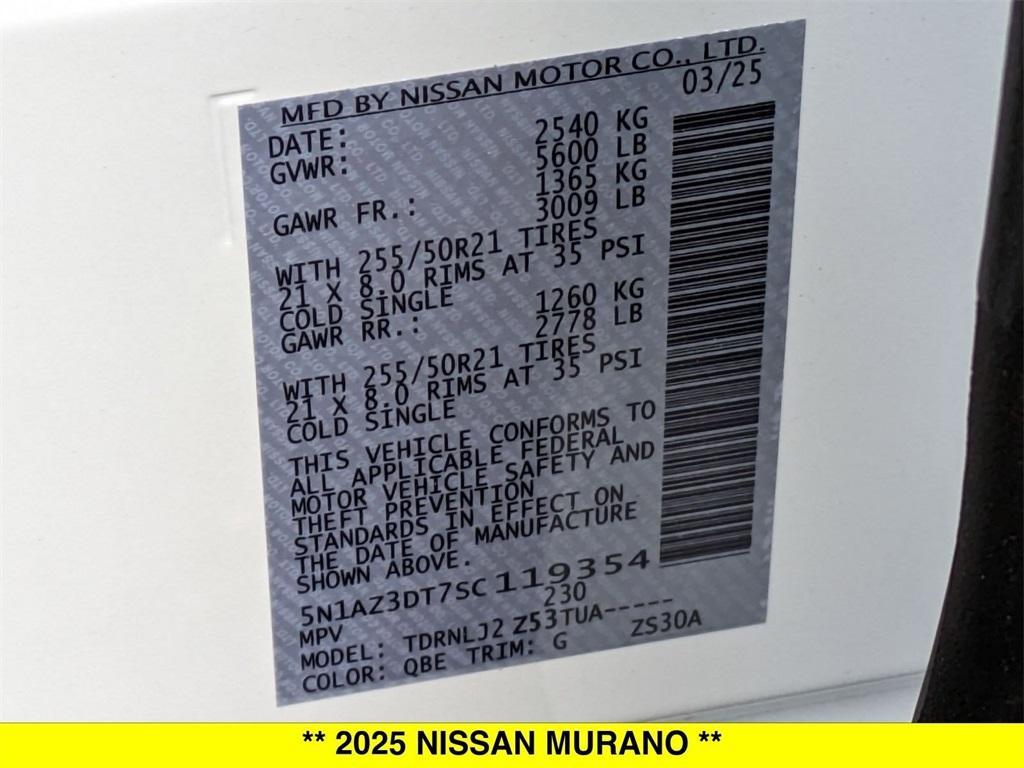 MFD BY NISSAN MOTOR CO., LTD.
DATE: 03/25
GVWR: 2540 KG
5600 LB
GAWR FR.: 1365 KG
3009 LB
WITH 255/50R21 TIRES
21 X 8.0 RIMS AT 35 PSI
COLD SINGLE
GAWR RR.: 1260 KG
2778 LB
WITH 255/50R21 TIRES
21 X 8.0 RIMS AT 35 PSI
COLD SINGLE
THIS VEHICLE CONFORMS TO
ALL APPLICABLE FEDERAL
MOTOR VEHICLE SAFETY AND
THEFT PREVENTION
STANDARDS IN EFFECT ON
THE DATE OF MANUFACTURE
SHOWN ABOVE.
5N1AZ3DT7SC119354
MPV 230
MODEL: TDRNLJ2 Z53TUA-----
COLOR: QBE TRIM: G ZS30A
** 2025 NISSAN MURANO **